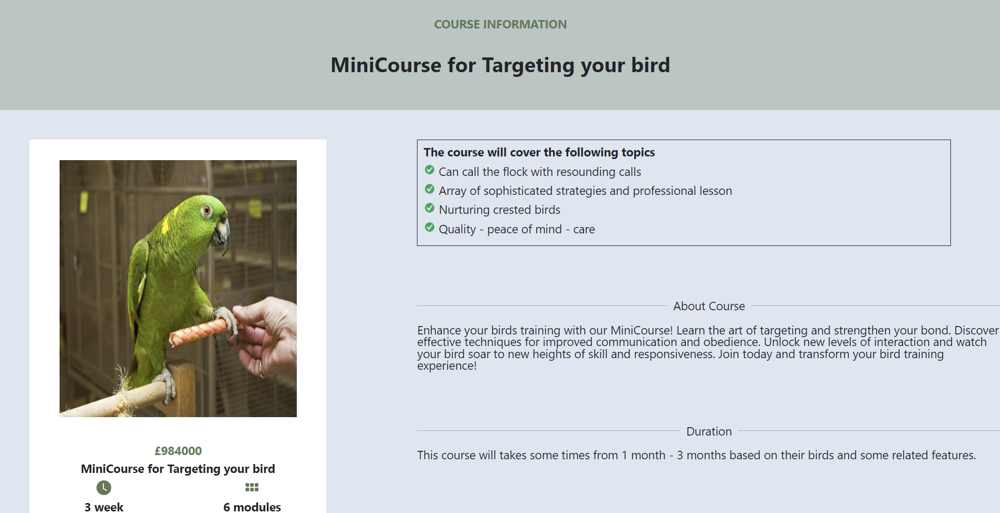 COURSE INFORMATION
MiniCourse for Targeting your bird
£984000
MiniCourse for Targeting your bird
3 week
6 modules
The course will cover the following topics
Can call the flock with resounding calls
Array of sophisticated strategies and professional lesson
Nurturing crested birds
Quality - peace of mind - care
About Course
Enhance your birds training with our MiniCourse! Learn the art of targeting and strengthen your bond. Discover
effective techniques for improved communication and obedience. Unlock new levels of interaction and watch
your bird soar to new heights of skill and responsiveness. Join today and transform your bird training
experience!
Duration
This course will takes some times from 1 month - 3 months based on their birds and some related features.